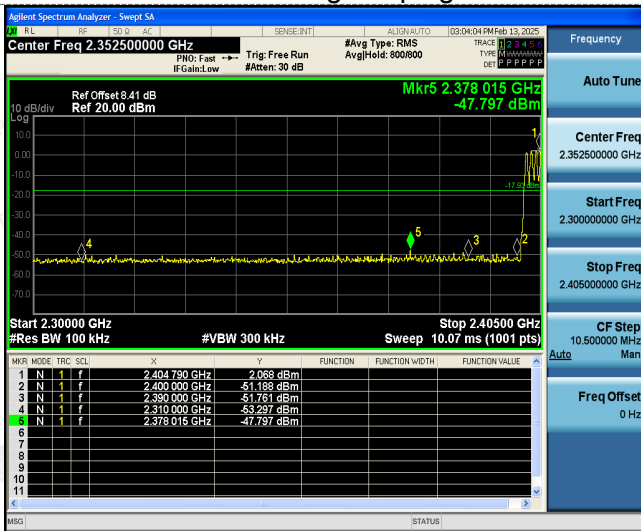 Agilent Spectrum Analyzer - Swept SA
RL RF 50 Ω AC SENSE:INT ALIGN AUTO 03:04:04 PM Feb 13, 2025
Center Freq 2.352500000 GHz
PNO: Fast
IFGain:Low
Trig: Free Run
#Atten: 30 dB
#Avg Type: RMS
Avg|Hold: 800/800
TRACE 1 2 3 4 5 6
TYPE M WWWWW
DET P P P P P P
Ref Offset 8.41 dB
Ref 20.00 dBm
10 dB/div
Log
Mkr5 2.378 015 GHz
-47.797 dBm
10.0
0.00
-10.0
-20.0
-30.0
-40.0
-50.0
-60.0
-70.0
1
2
3
4
5
Start 2.30000 GHz
Stop 2.40500 GHz
#Res BW 100 kHz
#VBW 300 kHz
Sweep 10.07 ms (1001 pts)
MKR MODE TRC SCL X Y FUNCTION FUNCTION WIDTH FUNCTION VALUE
1 N 1 f 2.404 790 GHz 2.068 dBm
2 N 1 f 2.400 000 GHz -51.188 dBm
3 N 1 f 2.390 000 GHz -51.761 dBm
4 N 1 f 2.310 000 GHz -53.297 dBm
5 N 1 f 2.378 015 GHz -47.797 dBm
6
7
8
9
10
11
MSG STATUS
Frequency
Auto Tune
Center Freq
2.352500000 GHz
Start Freq
2.300000000 GHz
Stop Freq
2.405000000 GHz
CF Step
10.500000 MHz
Auto Man
Freq Offset
0 Hz